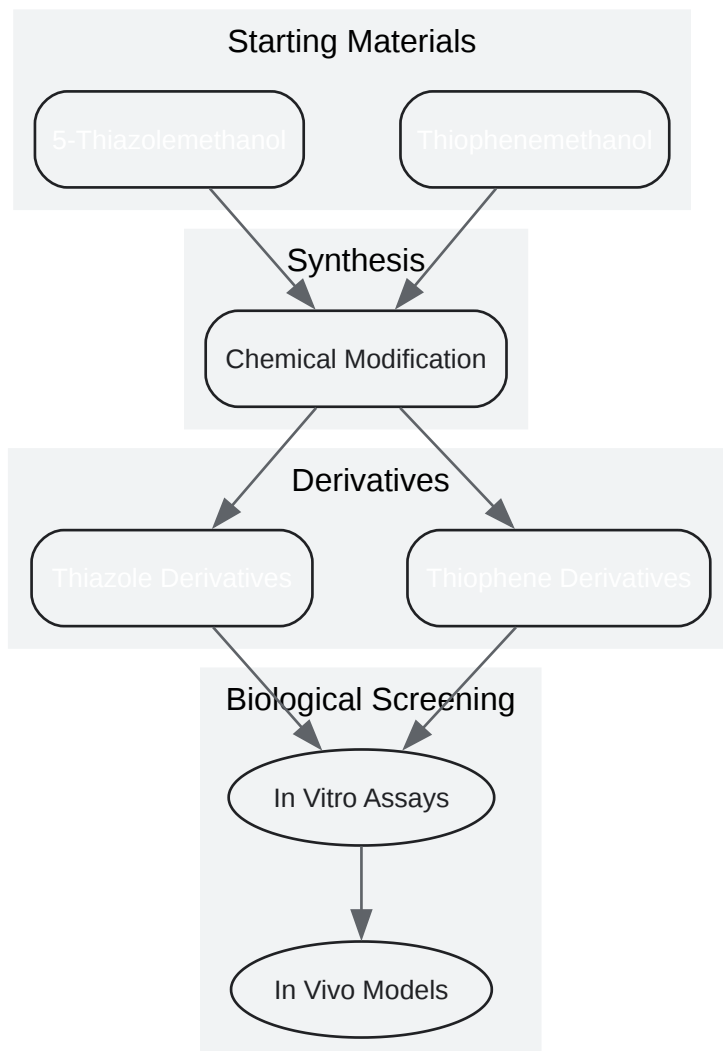 Starting Materials
5-Thiazolemethanol
Thiophenemethanol
Synthesis
Chemical Modification
Derivatives
Thiazole Derivatives
Thiophene Derivatives
Biological Screening
In Vitro Assays
In Vivo Models